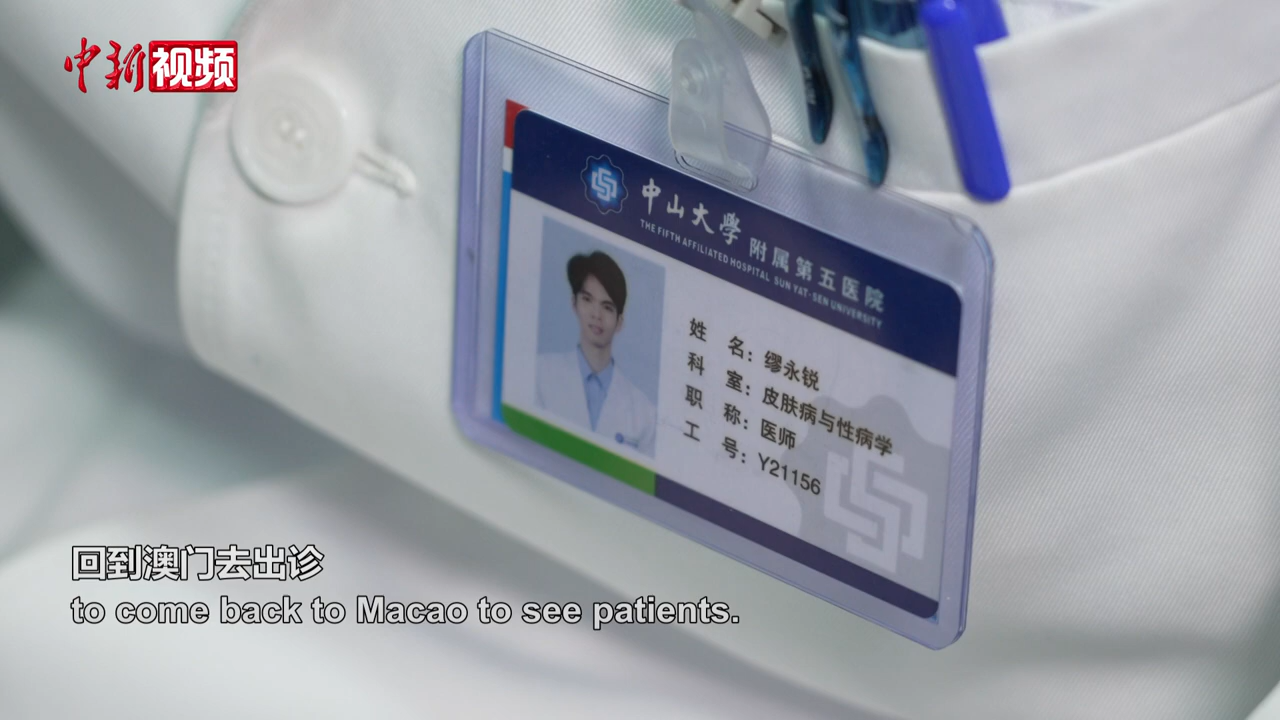 中新视频
中山大学附属第五医院
THE FIFTH AFFILIATED HOSPITAL SUN YAT-SEN UNIVERSITY
姓 名：缪永锐
科 室：皮肤病与性病学
职 称：医师
工 号：Y21156
回到澳门去出诊
to come back to Macao to see patients.